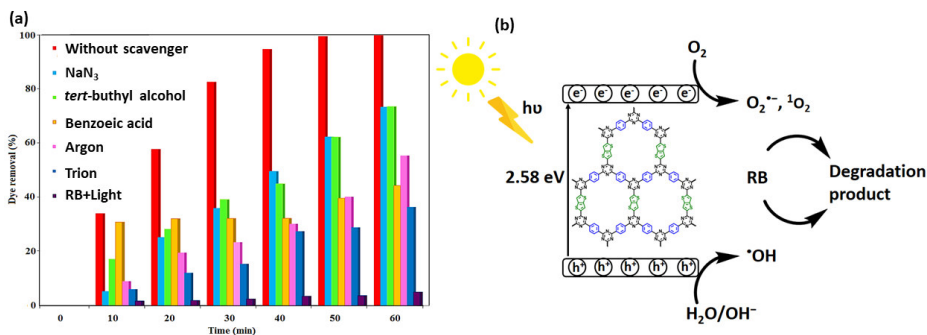 (a)
Dye removal (%)
100
80
60
40
20
0
Without scavenger
NaN₃
tert-buthyl alcohol
Benzoeic acid
Argon
Trion
RB+Light
0 10 20 30 40 50 60
Time (min)
(b)
hυ
O₂
e⁻ e⁻ e⁻ e⁻ e⁻
O₂•⁻, ¹O₂
2.58 eV
RB
Degradation
product
h⁺ h⁺ h⁺ h⁺ h⁺
•OH
H₂O/OH⁻